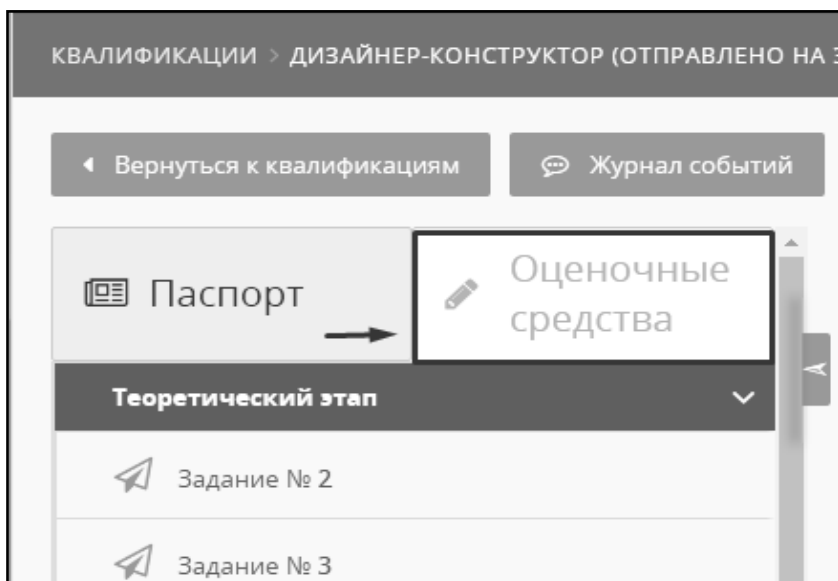 КВАЛИФИКАЦИИ > ДИЗАЙНЕР-КОНСТРУКТОР (ОТПРАВЛЕНО НА
Вернуться к квалификациям Журнал событий
Паспорт
Оценочные
средства
Теоретический этап
Задание № 2
Задание № 3